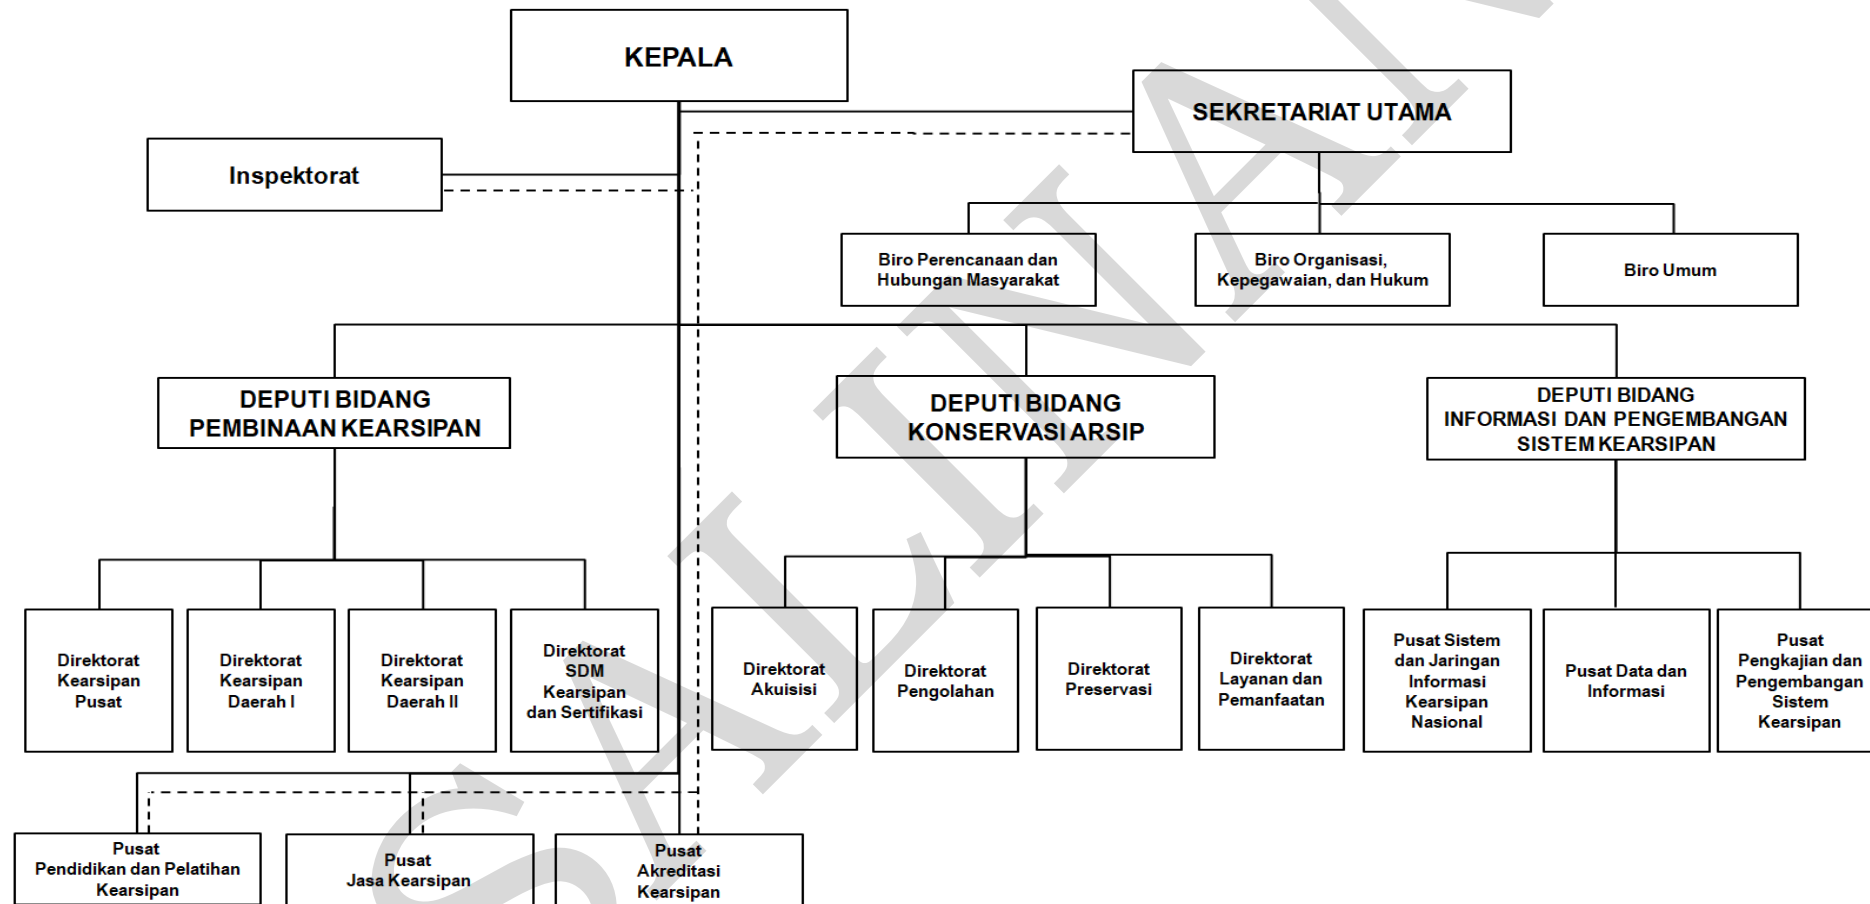 KEPALA
SEKRETARIAT UTAMA
Inspektorat
Biro Perencanaan dan
Hubungan Masyarakat
Biro Organisasi,
Kepegawaian, dan Hukum
Biro Umum
DEPUTI BIDANG
PEMBINAAN KEARSIPAN
DEPUTI BIDANG
KONSERVASI ARSIP
DEPUTI BIDANG
INFORMASI DAN PENGEMBANGAN
SISTEM KEARSIPAN
Direktorat
Kearsipan
Pusat
Direktorat
Kearsipan
Daerah I
Direktorat
Kearsipan
Daerah II
Direktorat
SDM
Kearsipan
dan Sertifikasi
Direktorat
Akuisisi
Direktorat
Pengolahan
Direktorat
Preservasi
Direktorat
Layanan dan
Pemanfaatan
Pusat Sistem
dan Jaringan
Informasi
Kearsipan
Nasional
Pusat Data dan
Informasi
Pusat
Pengkajian dan
Pengembangan
Sistem
Kearsipan
Pusat
Pendidikan dan Pelatihan
Kearsipan
Pusat
Jasa Kearsipan
Pusat
Akreditasi
Kearsipan
SALINAN